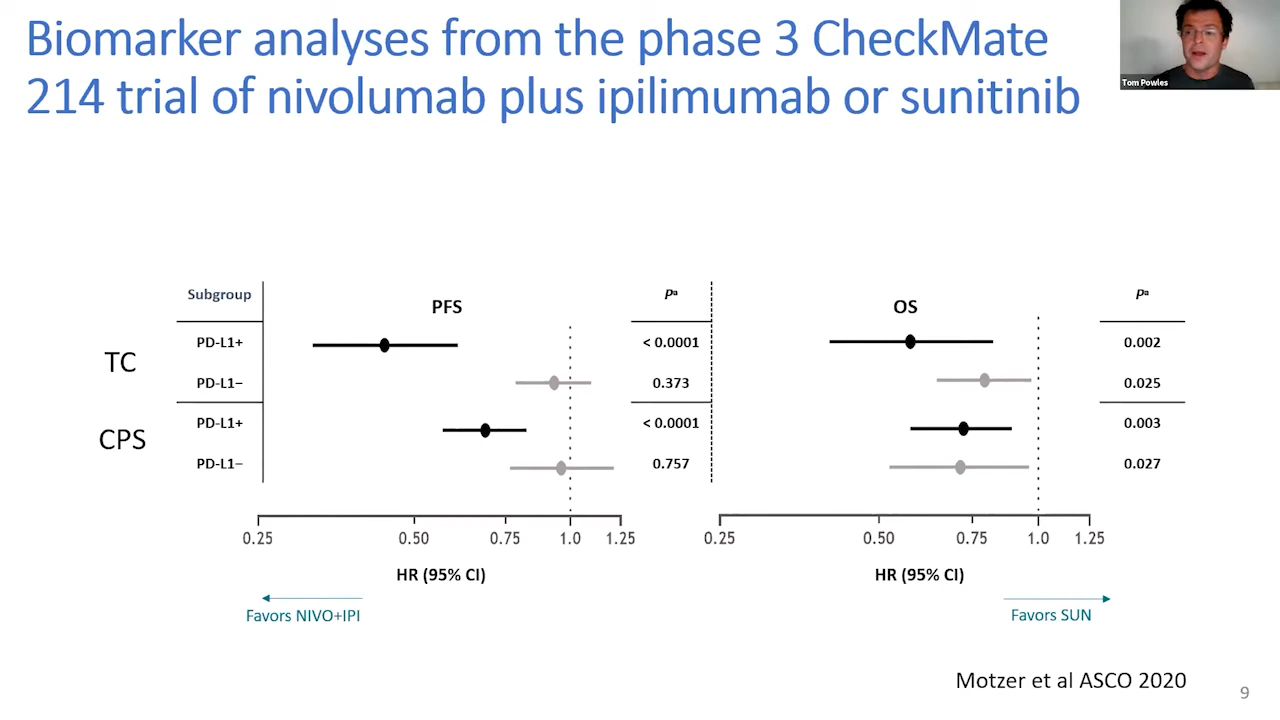 Biomarker analyses from the phase 3 CheckMate
214 trial of nivolumab plus ipilimumab or sunitinib
Tom Powles
Subgroup
PFS
Pª
OS
Pª
TC
PD-L1+
< 0.0001
0.002
PD-L1−
0.373
0.025
CPS
PD-L1+
< 0.0001
0.003
PD-L1−
0.757
0.027
0.25 0.50 0.75 1.0 1.25
0.25 0.50 0.75 1.0 1.25
HR (95% CI)
HR (95% CI)
Favors NIVO+IPI
Favors SUN
Motzer et al ASCO 2020
9